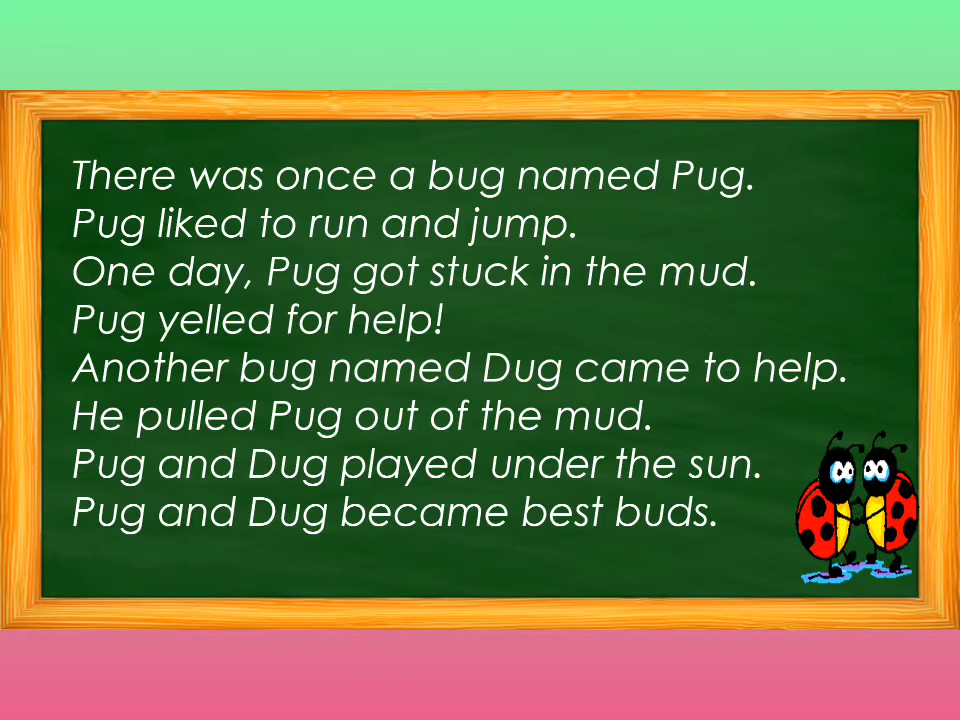 There was once a bug named Pug.
Pug liked to run and jump.
One day, Pug got stuck in the mud.
Pug yelled for help!
Another bug named Dug came to help.
He pulled Pug out of the mud.
Pug and Dug played under the sun.
Pug and Dug became best buds.